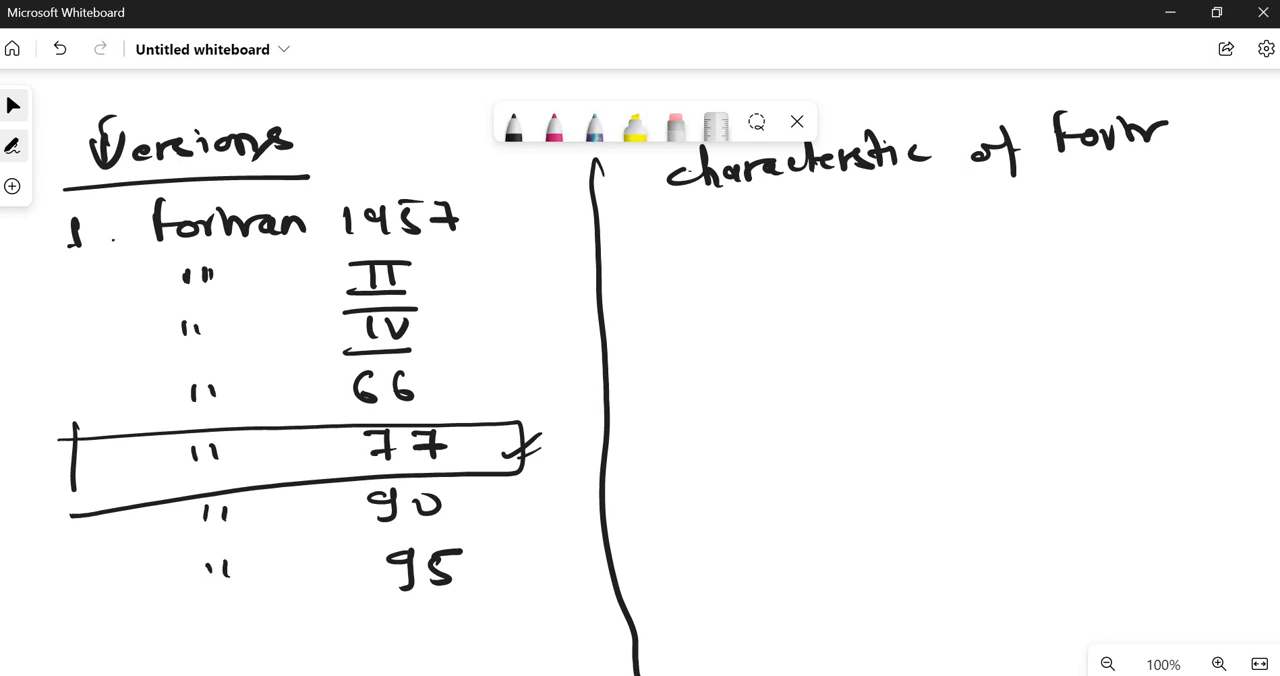 Microsoft Whiteboard
Untitled whiteboard
Versions
1. Fortran 1957
" II
" IV
" 66
" 77
" 90
" 95
characterstic of Fortr
100%